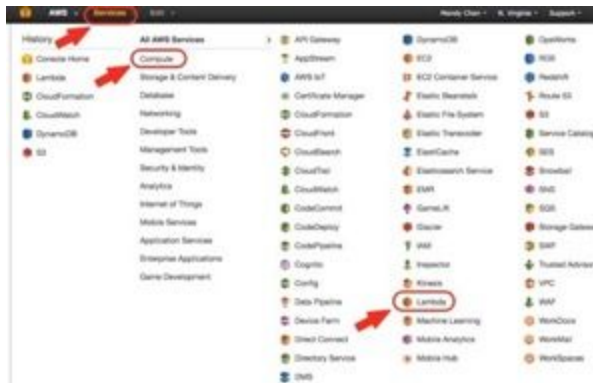 AWS Services Edit Mandy Chan N. Virginia Support
History
Console Home
Lambda
CloudFormation
CloudWatch
DynamoDB
S3
All AWS Services
Compute
Storage & Content Delivery
Database
Networking
Developer Tools
Management Tools
Security & Identity
Analytics
Internet of Things
Mobile Services
Application Services
Enterprise Applications
Game Development
API Gateway
AppStream
AWS IoT
Certificate Manager
CloudFormation
CloudFront
CloudSearch
CloudTrail
CloudWatch
CodeCommit
CodeDeploy
CodePipeline
Cognito
Config
Data Pipeline
Device Farm
Direct Connect
Directory Service
DMS
DynamoDB
EC2
EC2 Container Service
Elastic Beanstalk
Elastic File System
Elastic Transcoder
ElastiCache
Elasticsearch Service
EMR
GameLift
Glacier
IAM
Inspector
Kinesis
Lambda
Machine Learning
Mobile Analytics
Mobile Hub
OpsWorks
RDS
Redshift
Route 53
S3
Service Catalog
SES
Snowball
SNS
SQS
Storage Gatew
SWF
Trusted Advisor
VPC
WAF
WorkDocs
WorkMail
WorkSpaces